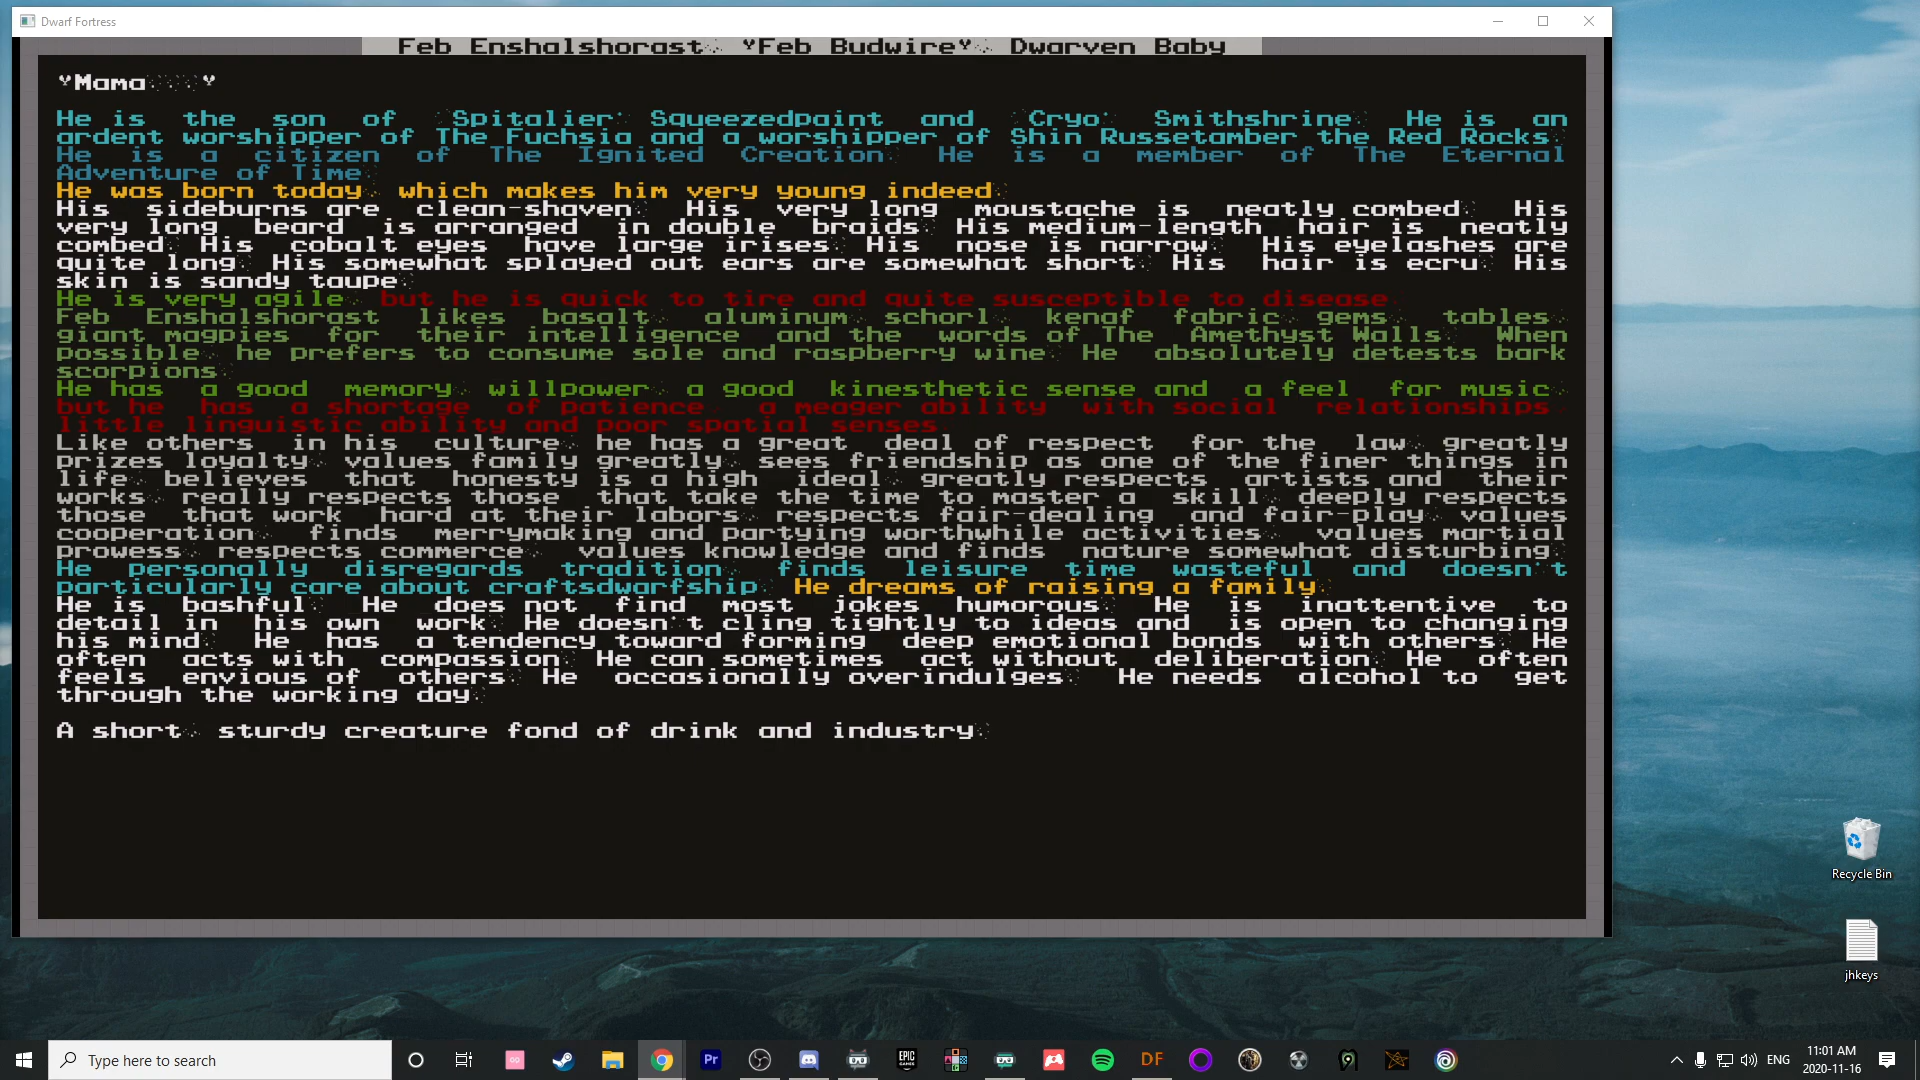 Dwarf Fortress
Feb Enshalshorast, "Feb Budwire", Dwarven Baby
"Mama..."
He is the son of `Spitalier' Squeezedpaint and `Cryo' Smithshrine. He is an
ardent worshipper of The Fuchsia and a worshipper of Shin Russetamber the Red Rocks.
He is a citizen of The Ignited Creation. He is a member of The Eternal
Adventure of Time.
He was born today, which makes him very young indeed.
His sideburns are clean-shaven. His very long moustache is neatly combed. His
very long beard is arranged in double braids. His medium-length hair is neatly
combed. His cobalt eyes have large irises. His nose is narrow. His eyelashes are
quite long. His somewhat splayed out ears are somewhat short. His hair is ecru. His
skin is sandy taupe.
He is very agile, but he is quick to tire and quite susceptible to disease.
Feb Enshalshorast likes basalt, aluminum, schorl, kenaf fabric, gems, tables,
giant magpies for their intelligence and the words of The Amethyst Walls. When
possible, he prefers to consume sole and raspberry wine. He absolutely detests bark
scorpions.
He has a good memory, willpower, a good kinesthetic sense and a feel for music,
but he has a shortage of patience, a meager ability with social relationships,
little linguistic ability and poor spatial senses.
Like others in his culture, he has a great deal of respect for the law, greatly
prizes loyalty, values family greatly, sees friendship as one of the finer things in
life, believes that honesty is a high ideal, greatly respects artists and their
works, really respects those that take the time to master a skill, deeply respects
those that work hard at their labors, respects fair-dealing and fair-play, values
cooperation, finds merrymaking and partying worthwhile activities, values martial
prowess, respects commerce, values knowledge and finds nature somewhat disturbing.
He personally disregards tradition, finds leisure time wasteful and doesn't
particularly care about craftsdwarfship. He dreams of raising a family.
He is bashful. He does not find most jokes humorous. He is inattentive to
detail in his own work. He doesn't cling tightly to ideas and is open to changing
his mind. He has a tendency toward forming deep emotional bonds with others. He
often acts with compassion. He can sometimes act without deliberation. He often
feels envious of others. He occasionally overindulges. He needs alcohol to get
through the working day.
A short, sturdy creature fond of drink and industry.
Recycle Bin
jhkeys
Type here to search
Pr
EPIC
GAMES
DF
ENG
11:01 AM
2020-11-16